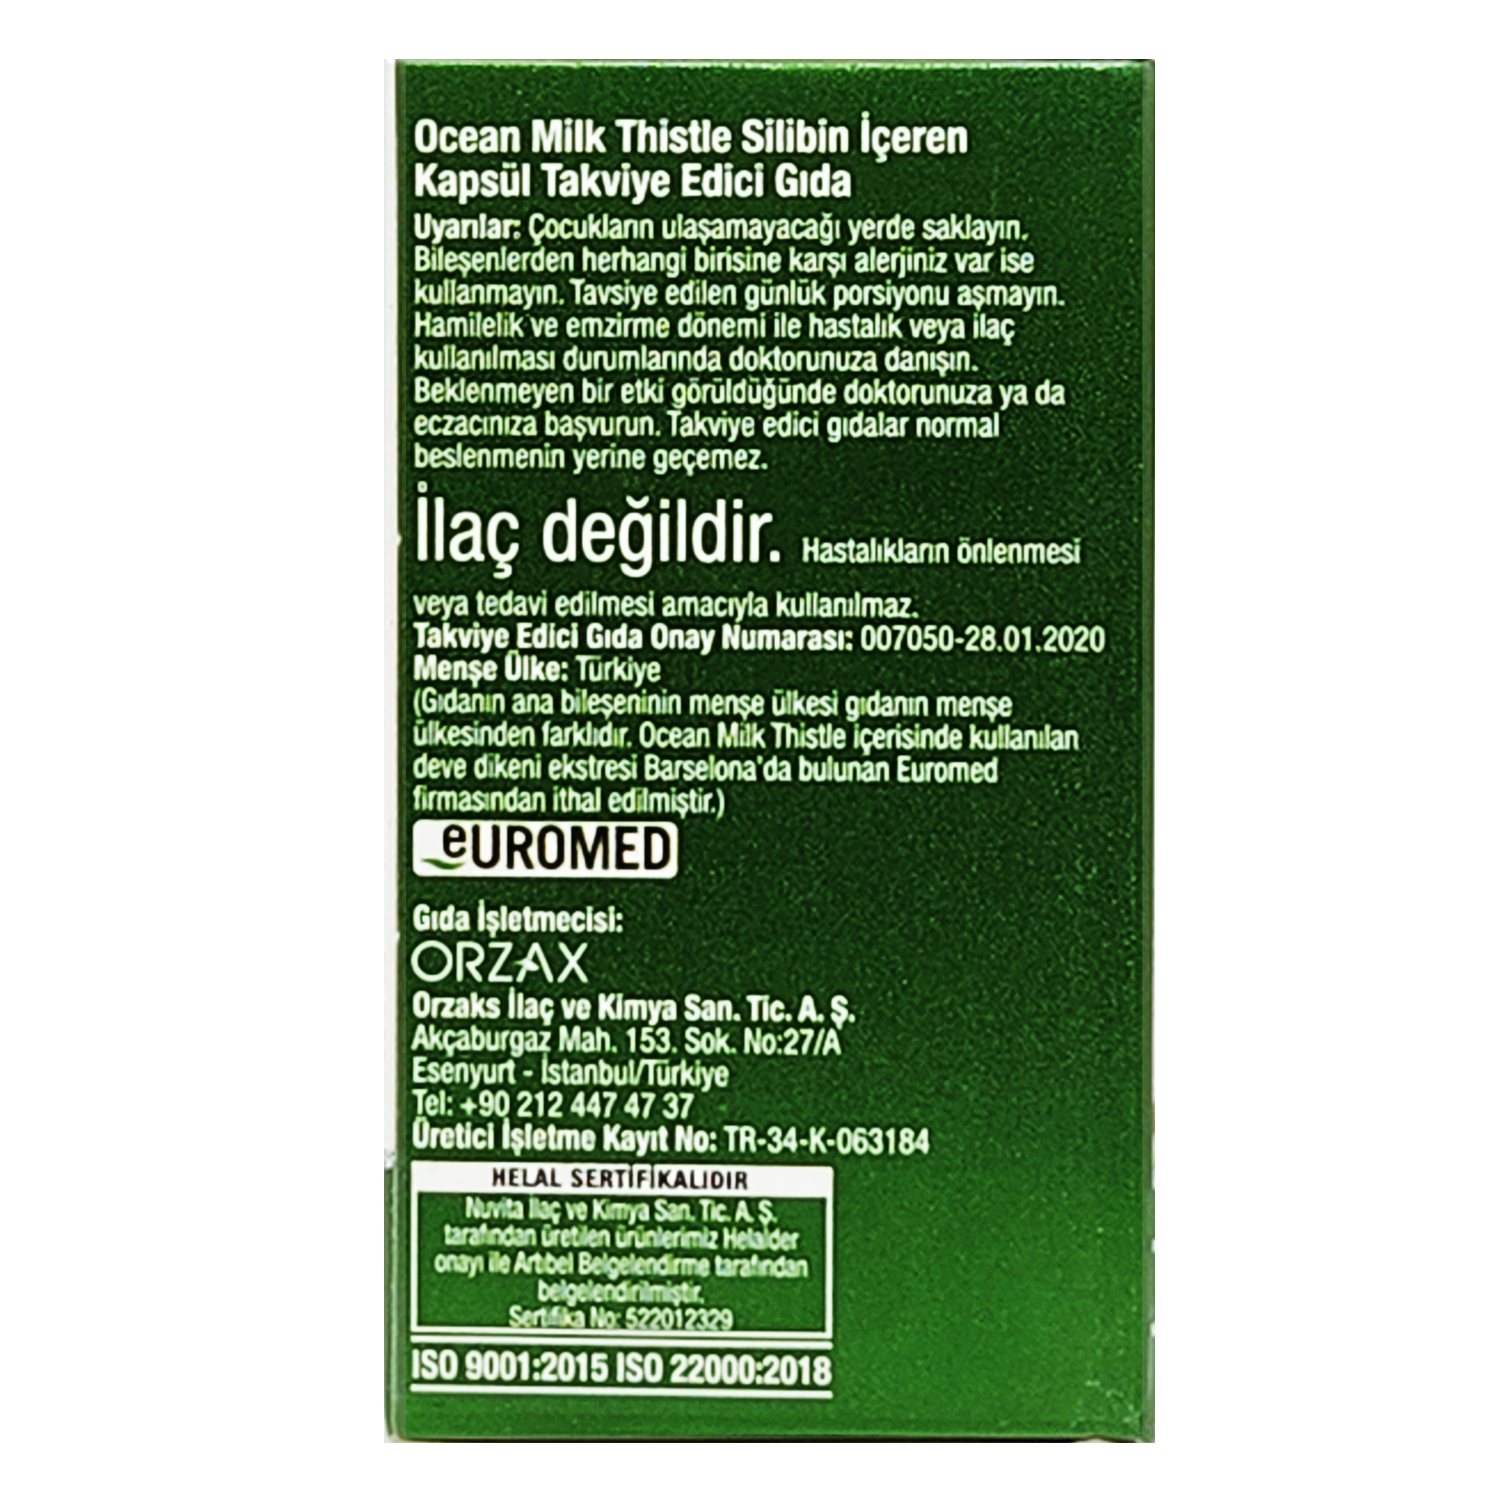 Ocean Milk Thistle Silibin İçeren
Kapsül Takviye Edici Gıda
Uyarılar: Çocukların ulaşamayacağı yerde saklayın.
Bileşenlerden herhangi birisine karşı alerjiniz var ise
kullanmayın. Tavsiye edilen günlük porsiyonu aşmayın.
Hamilelik ve emzirme dönemi ile hastalık veya ilaç
kullanılması durumlarında doktorunuza danışın.
Beklenmeyen bir etki görüldüğünde doktorunuza ya da
eczacınıza başvurun. Takviye edici gıdalar normal
beslenmenin yerine geçemez.
İlaç değildir. Hastalıkların önlenmesi
veya tedavi edilmesi amacıyla kullanılmaz.
Takviye Edici Gıda Onay Numarası: 007050-28.01.2020
Menşe Ülke: Türkiye
(Gıdanın ana bileşeninin menşe ülkesi gıdanın menşe
ülkesinden farklıdır. Ocean Milk Thistle içerisinde kullanılan
deve dikeni ekstresi Barselona'da bulunan Euromed
firmasından ithal edilmiştir.)
eUROMED
Gıda İşletmecisi:
ORZAX
Orzaks İlaç ve Kimya San. Tic. A. Ş.
Akçaburgaz Mah. 153. Sok. No:27/A
Esenyurt - İstanbul/Türkiye
Tel: +90 212 447 47 37
Üretici İşletme Kayıt No: TR-34-K-063184
HELAL SERTİFİKALIDIR
Nuvita İlaç ve Kimya San. Tic. A. Ş.
tarafından üretilen ürünlerimiz Helalder
onayı ile Artıbel Belgelendirme tarafından
belgelendirilmiştir.
Sertifika No: 522012329
ISO 9001:2015 ISO 22000:2018